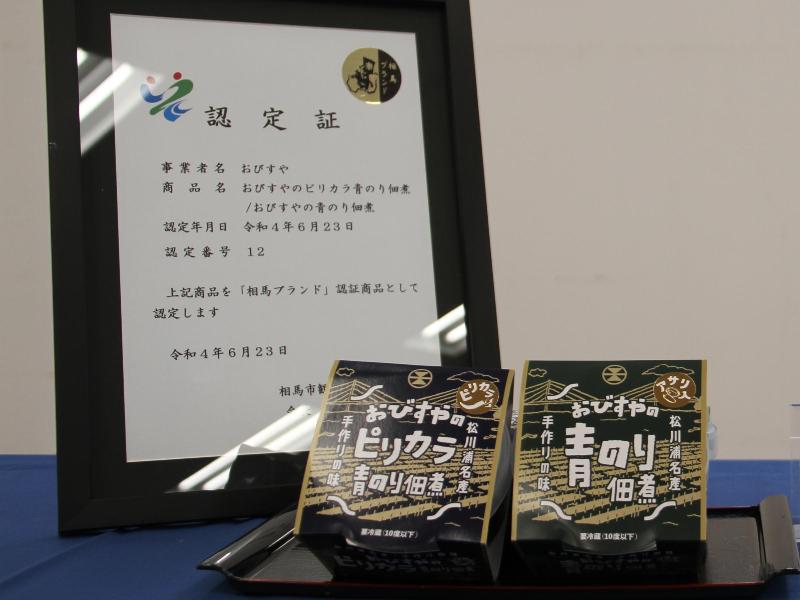 相馬
ブランド
認定証
事業者名 おびすや
商品名 おびすやのピリカラ青のり佃煮
/おびすやの青のり佃煮
認定年月日 令和4年6月23日
認定番号 12
上記商品を「相馬ブランド」認証商品として
認定します
令和4年6月23日
相馬市
ピリカラ
おびすやの
ピリカラ
青のり佃煮
手作りの味
松川浦名産
要冷蔵(10度以下)
アサリ入
おびすやの
青のり
佃煮
手作りの味
松川浦名産
要冷蔵(10度以下)